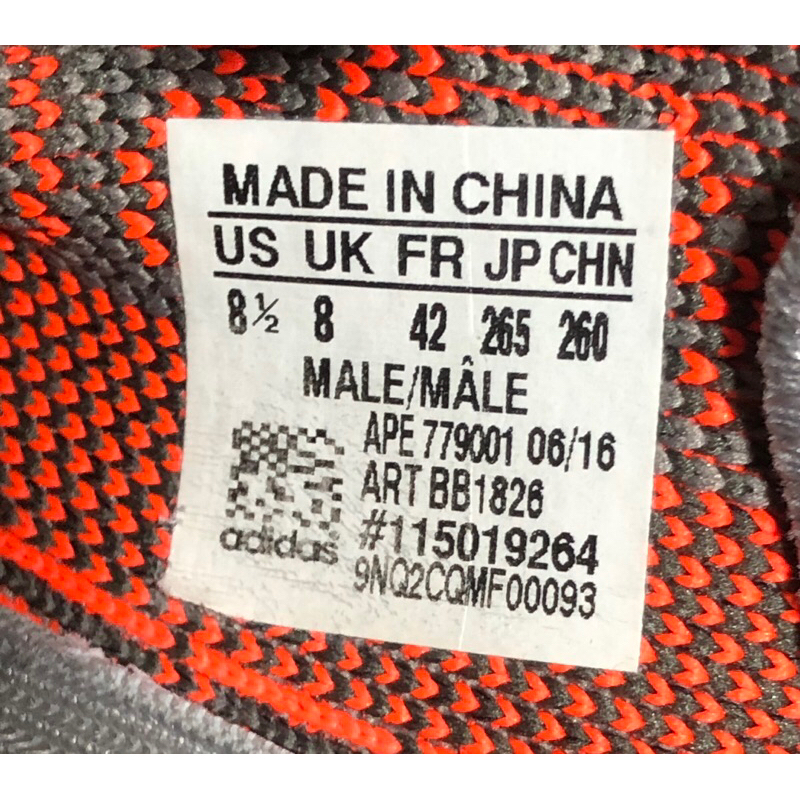 MADE IN CHINA
US UK FR JP CHN
8½ 8 42 265 260
MALE/MÂLE
APE 779001 06/16
ART BB1826
adidas #115019264
9NQ2CQMF00093